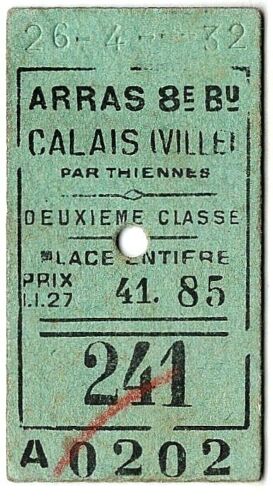 26-4--32
ARRAS 8E BU
CALAIS (VILLE)
PAR THIENNES
DEUXIEME CLASSE
PLACE ENTIERE
PRIX 41. 85
1.1.27
241
A 0202